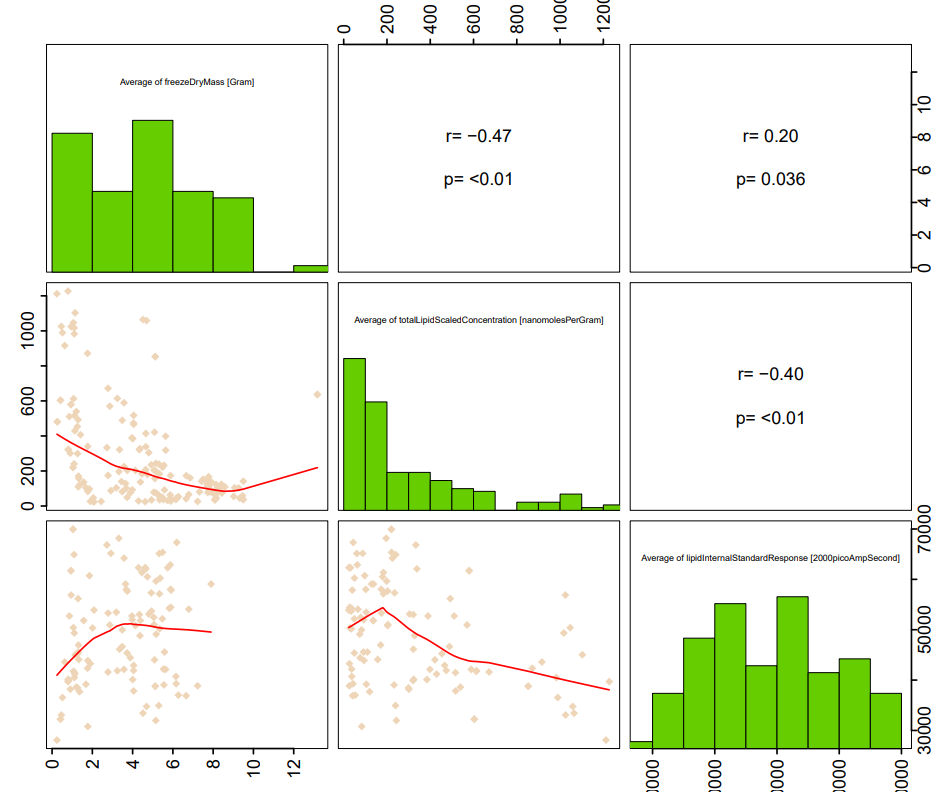 0 200 400 600 800 1000 1200
Average of freezeDryMass [Gram]
r= −0.47
p= <0.01
r= 0.20
p= 0.036
0 2 4 6 8 10
0 200 600 1000
Average of totalLipidScaledConcentration [nanomolesPerGram]
r= −0.40
p= <0.01
Average of lipidInternalStandardResponse [2000picoAmpSecond]
30000 50000 70000
0 2 4 6 8 10 12